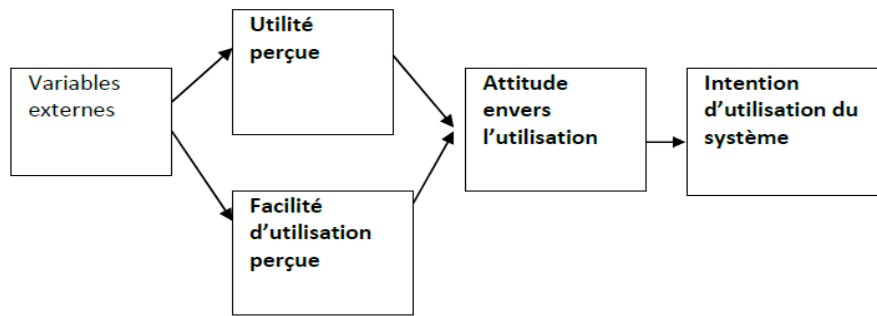 Variables
externes
Utilité
perçue
Facilité
d’utilisation
perçue
Attitude
envers
l’utilisation
Intention
d’utilisation du
système